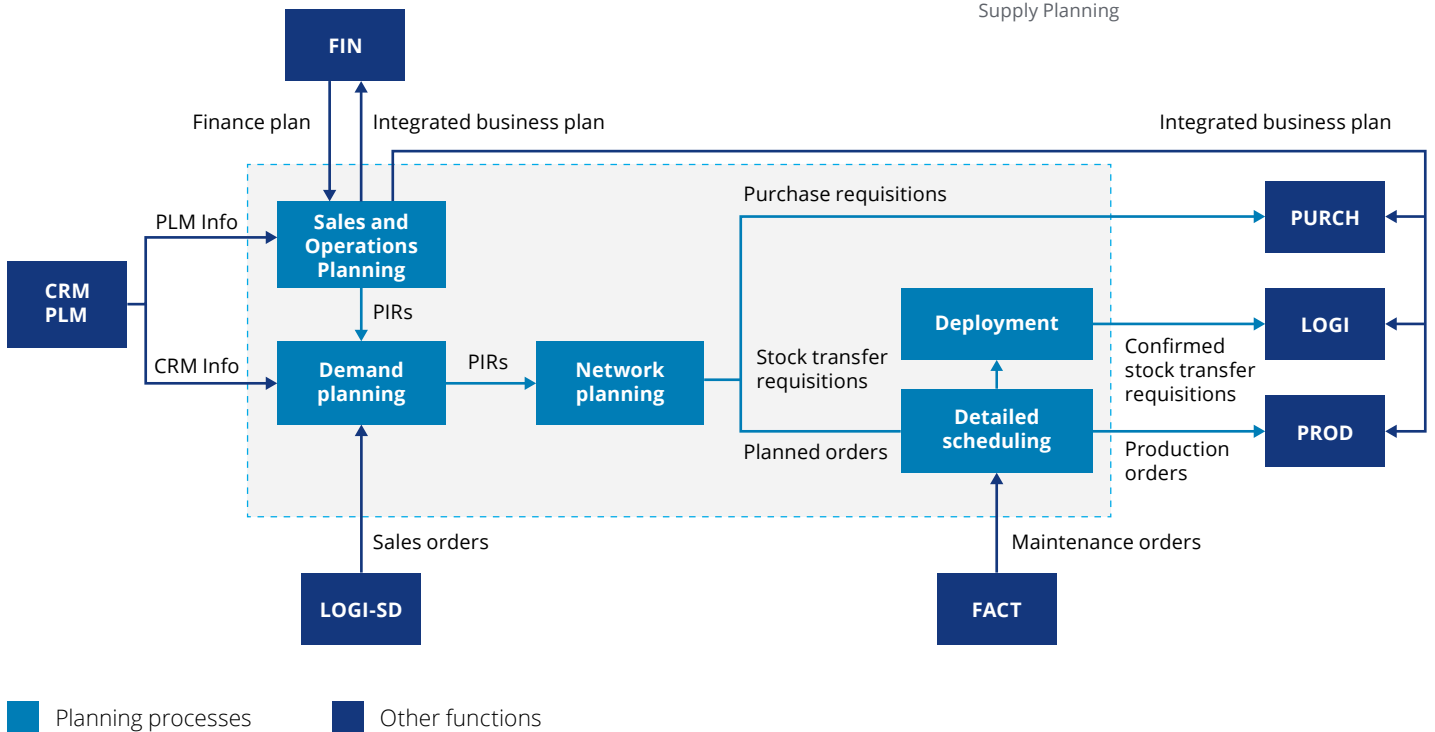 Supply Planning
FIN
Finance plan
Integrated business plan
Integrated business plan
Purchase requisitions
PLM Info
Sales and
Operations
Planning
PURCH
CRM
PLM
PIRs
Deployment
LOGI
CRM Info
Demand
planning
PIRs
Network
planning
Stock transfer
requisitions
Confirmed
stock transfer
requisitions
Detailed
scheduling
PROD
Planned orders
Production
orders
Sales orders
Maintenance orders
LOGI-SD
FACT
Planning processes
Other functions